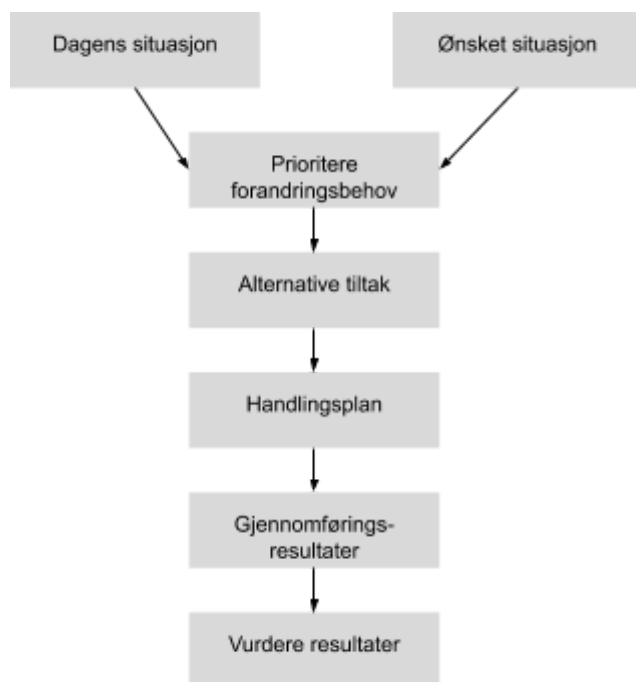 Dagens situasjon
Ønsket situasjon
Prioritere
forandringsbehov
Alternative tiltak
Handlingsplan
Gjennomførings-
resultater
Vurdere resultater